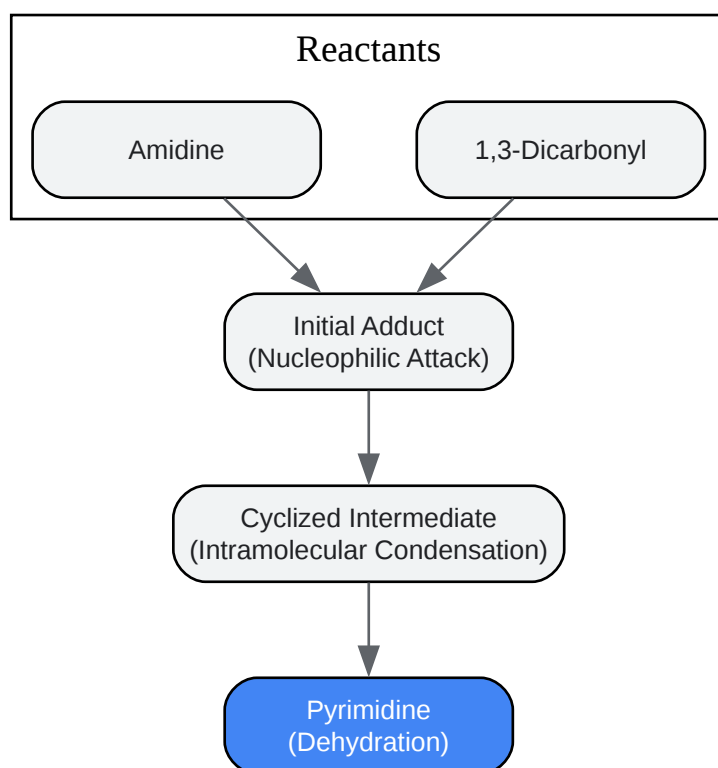 Reactants
Amidine
1,3-Dicarbonyl
Initial Adduct
(Nucleophilic Attack)
Cyclized Intermediate
(Intramolecular Condensation)
Pyrimidine
(Dehydration)